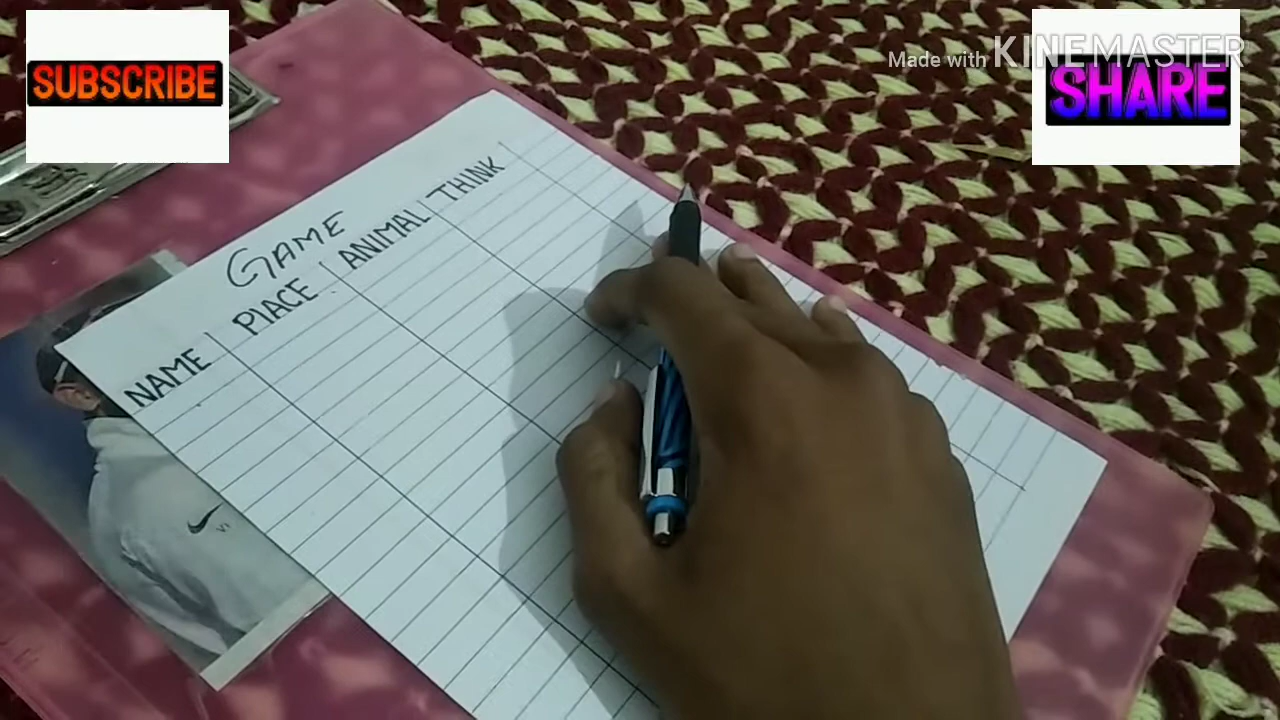 SUBSCRIBE
Made with KINEMASTER
SHARE
GAME
NAME PLACE ANIMAL THINK